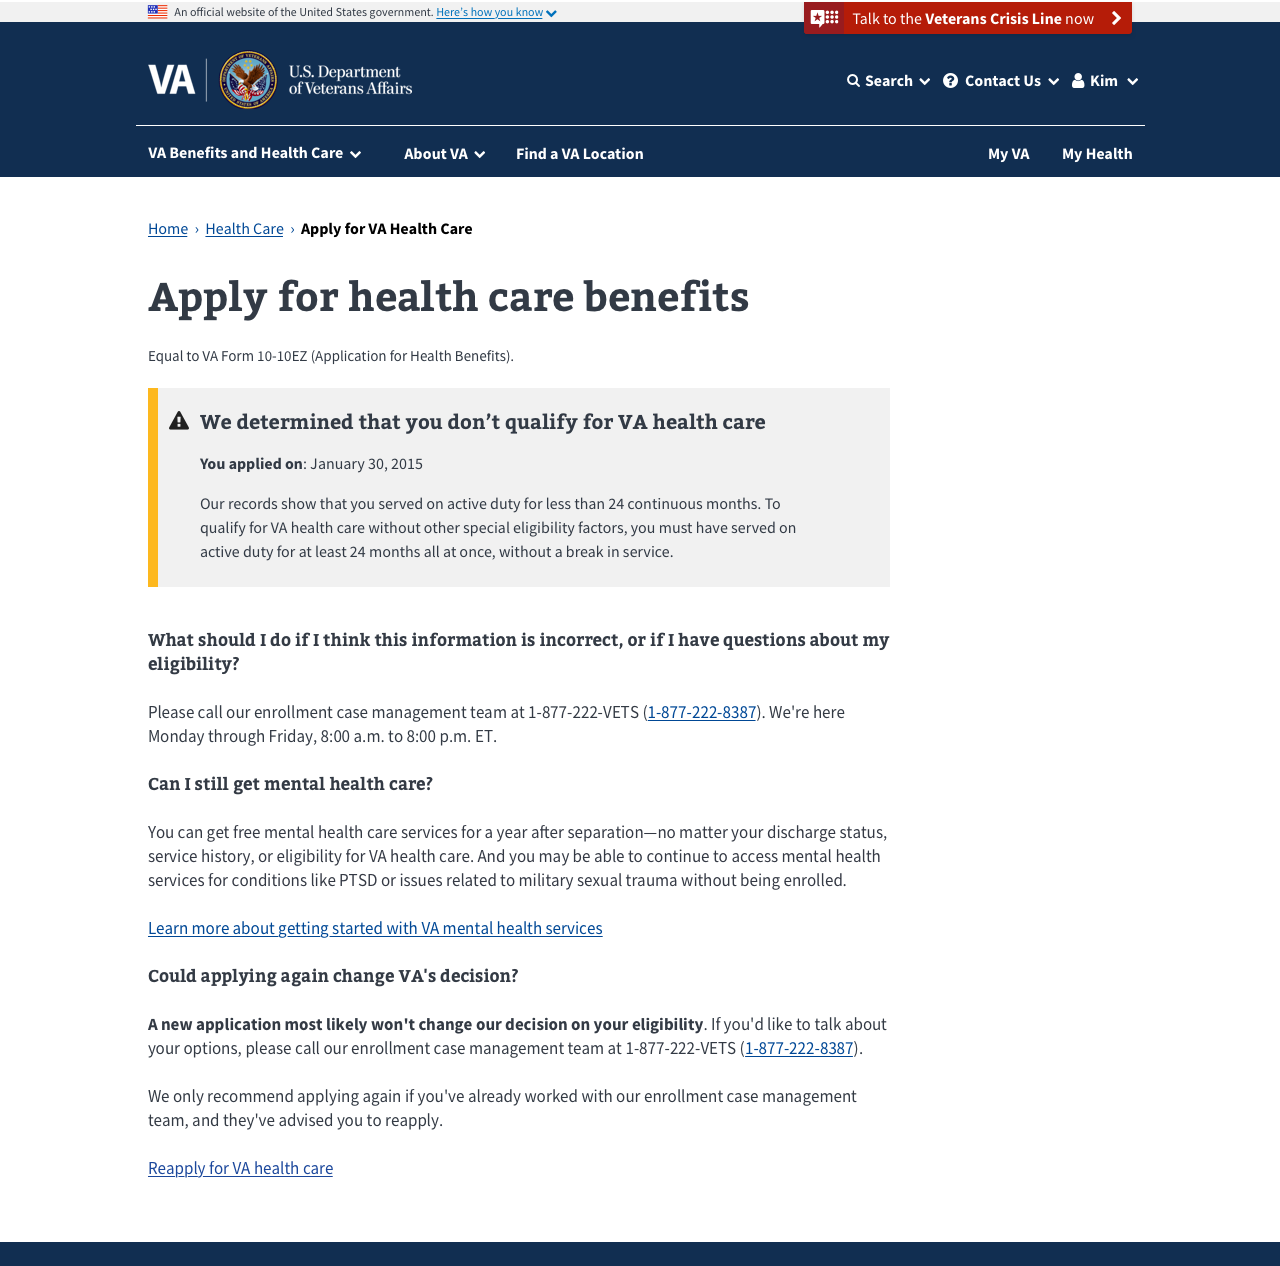 An official website of the United States government. Here's how you know
Talk to the Veterans Crisis Line now
VA
U.S. Department
of Veterans Affairs
Search
Contact Us
Kim
VA Benefits and Health Care
About VA
Find a VA Location
My VA
My Health
Home › Health Care › Apply for VA Health Care
Apply for health care benefits
Equal to VA Form 10-10EZ (Application for Health Benefits).
We determined that you don’t qualify for VA health care
You applied on: January 30, 2015
Our records show that you served on active duty for less than 24 continuous months. To
qualify for VA health care without other special eligibility factors, you must have served on
active duty for at least 24 months all at once, without a break in service.
What should I do if I think this information is incorrect, or if I have questions about my
eligibility?
Please call our enrollment case management team at 1-877-222-VETS (1-877-222-8387). We're here
Monday through Friday, 8:00 a.m. to 8:00 p.m. ET.
Can I still get mental health care?
You can get free mental health care services for a year after separation—no matter your discharge status,
service history, or eligibility for VA health care. And you may be able to continue to access mental health
services for conditions like PTSD or issues related to military sexual trauma without being enrolled.
Learn more about getting started with VA mental health services
Could applying again change VA's decision?
A new application most likely won't change our decision on your eligibility. If you'd like to talk about
your options, please call our enrollment case management team at 1-877-222-VETS (1-877-222-8387).
We only recommend applying again if you've already worked with our enrollment case management
team, and they've advised you to reapply.
Reapply for VA health care